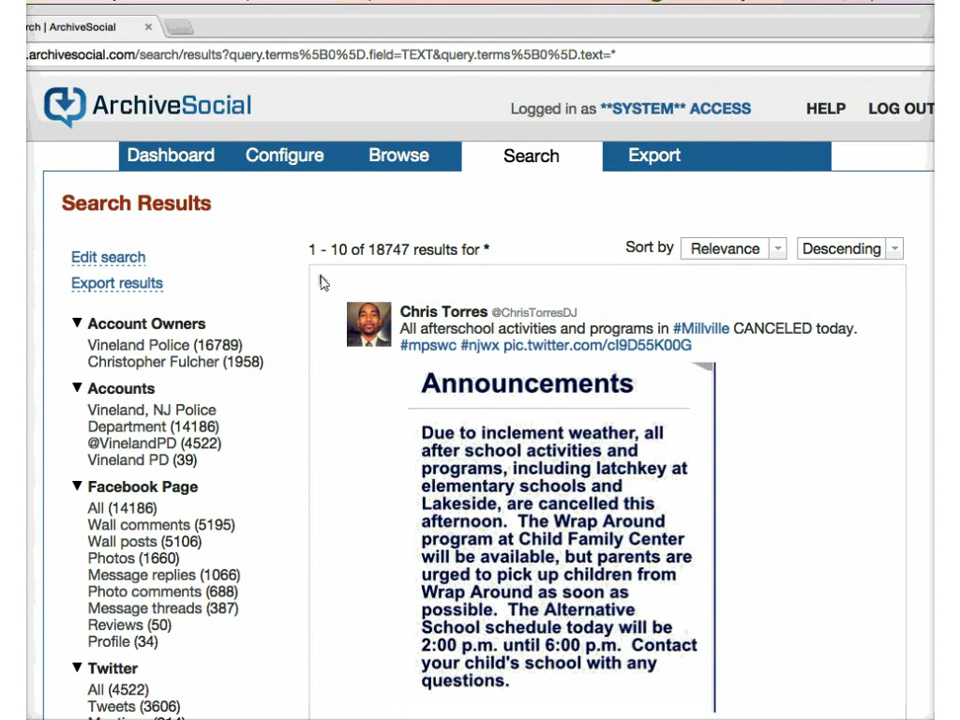 rch | ArchiveSocial ×
.archivesocial.com/search/results?query.terms%5B0%5D.field=TEXT&query.terms%5B0%5D.text=*
ArchiveSocial
Logged in as **SYSTEM** ACCESS HELP LOG OUT
Dashboard Configure Browse Search Export
Search Results
Edit search
Export results
▼ Account Owners
Vineland Police (16789)
Christopher Fulcher (1958)
▼ Accounts
Vineland, NJ Police
Department (14186)
@VinelandPD (4522)
Vineland PD (39)
▼ Facebook Page
All (14186)
Wall comments (5195)
Wall posts (5106)
Photos (1660)
Message replies (1066)
Photo comments (688)
Message threads (387)
Reviews (50)
Profile (34)
▼ Twitter
All (4522)
Tweets (3606)
1 - 10 of 18747 results for *
Sort by Relevance Descending
Chris Torres @ChrisTorresDJ
All afterschool activities and programs in #Millville CANCELED today.
#mpswc #njwx pic.twitter.com/cI9D55K00G
Announcements
Due to inclement weather, all
after school activities and
programs, including latchkey at
elementary schools and
Lakeside, are cancelled this
afternoon. The Wrap Around
program at Child Family Center
will be available, but parents are
urged to pick up children from
Wrap Around as soon as
possible. The Alternative
School schedule today will be
2:00 p.m. until 6:00 p.m. Contact
your child's school with any
questions.